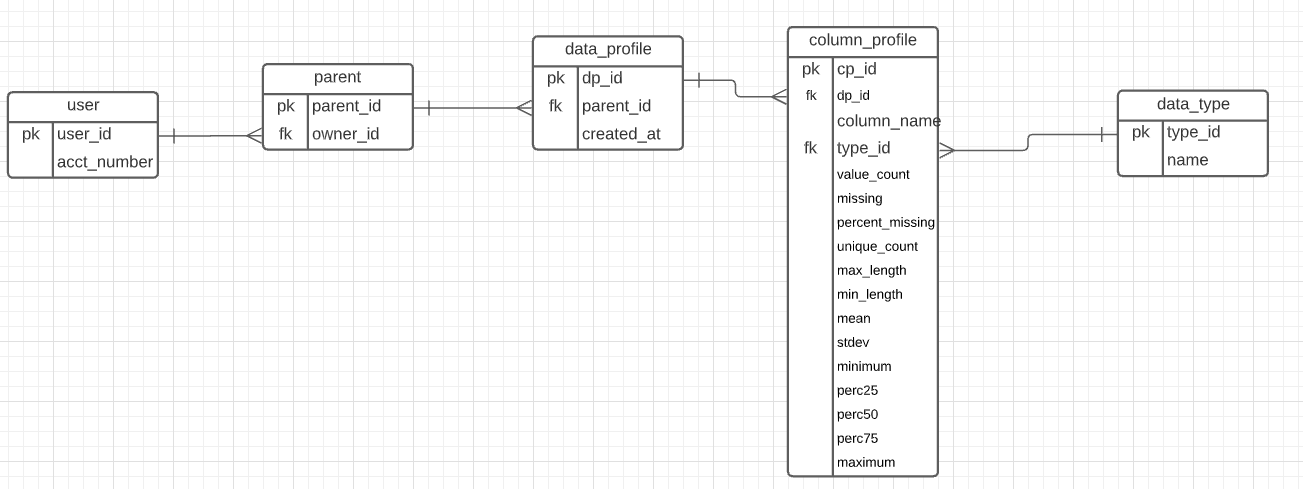 user
pk user_id
acct_number
parent
pk parent_id
fk owner_id
data_profile
pk dp_id
fk parent_id
created_at
column_profile
pk cp_id
fk dp_id
column_name
fk type_id
value_count
missing
percent_missing
unique_count
max_length
min_length
mean
stdev
minimum
perc25
perc50
perc75
maximum
data_type
pk type_id
name